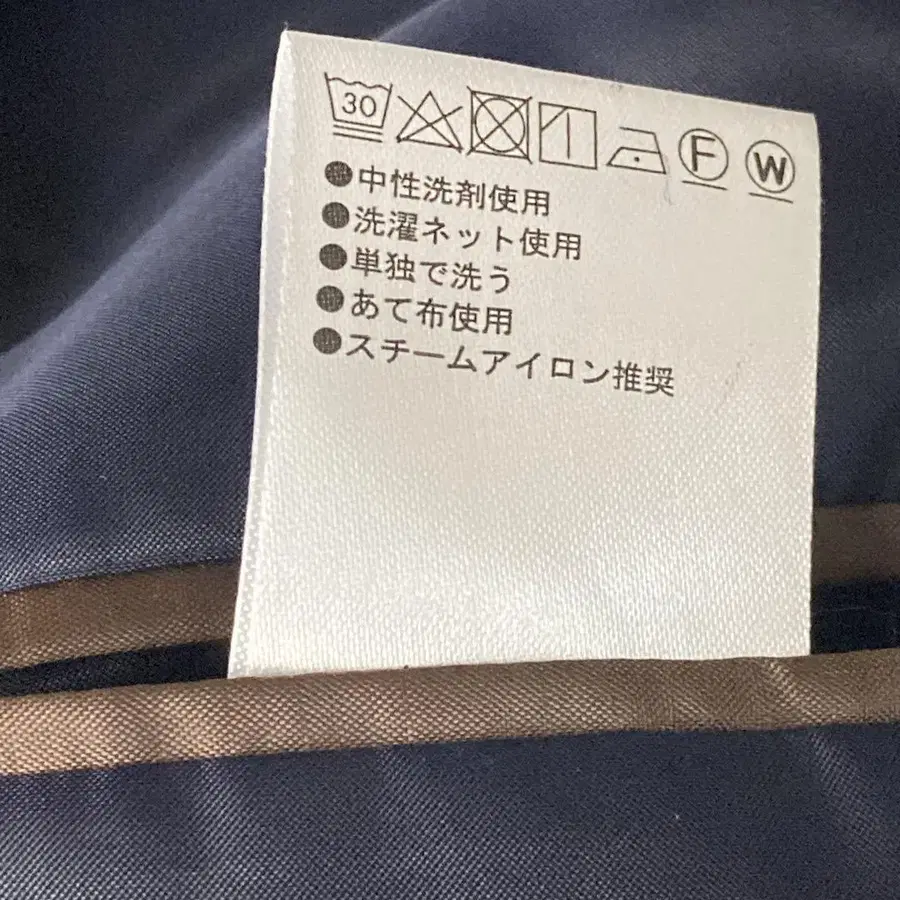 30 F W
●中性洗剤使用
●洗濯ネット使用
●単独で洗う
●あて布使用
●スチームアイロン推奨